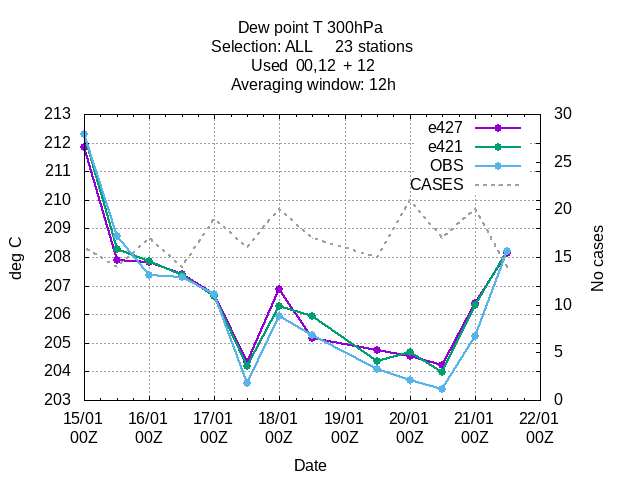 Dew point T 300hPa
Selection: ALL     23 stations
Used  00,12  + 12
Averaging window: 12h
213 30
212
211 25
210
209 20
208 15
207
206 10
205
204 5
203 0
e427
e421
OBS
CASES
deg C
No cases
15/01 16/01 17/01 18/01 19/01 20/01 21/01 22/01
00Z 00Z 00Z 00Z 00Z 00Z 00Z 00Z
Date